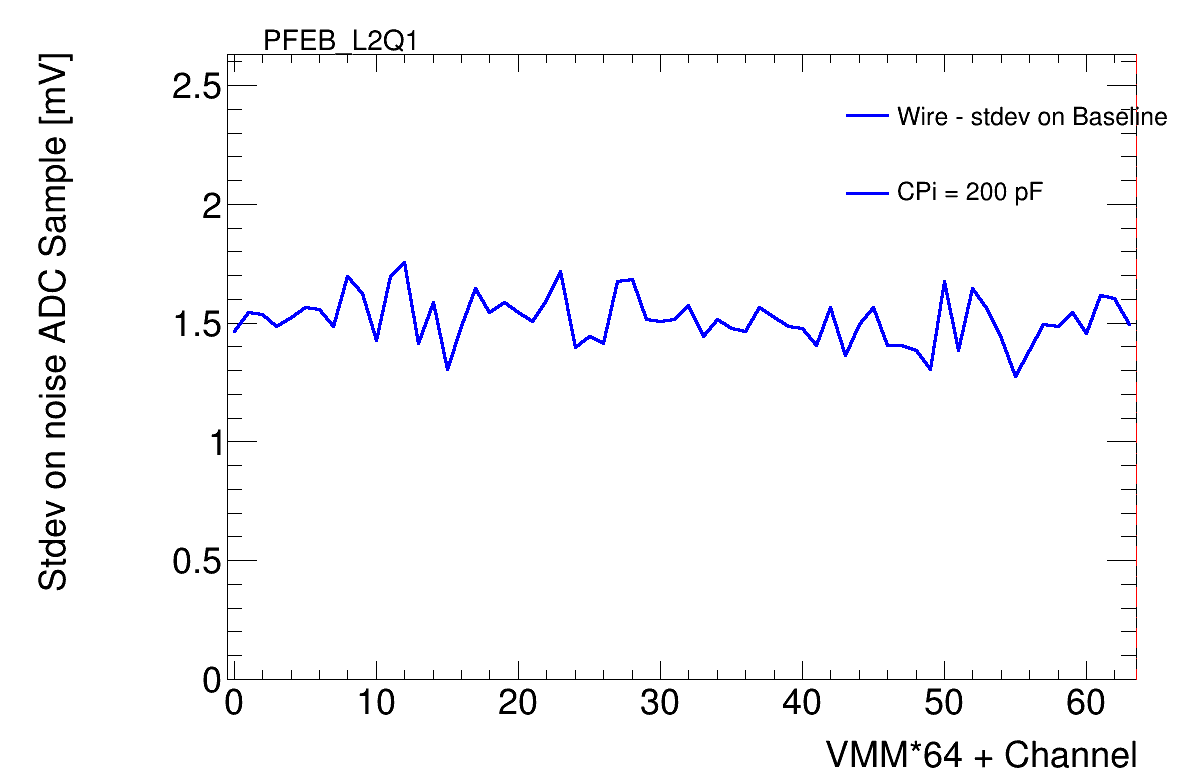 PFEB_L2Q1
Stdev on noise ADC Sample [mV]
2.5
2
1.5
1
0.5
0
Wire - stdev on Baseline
CPi = 200 pF
0 10 20 30 40 50 60
VMM*64 + Channel